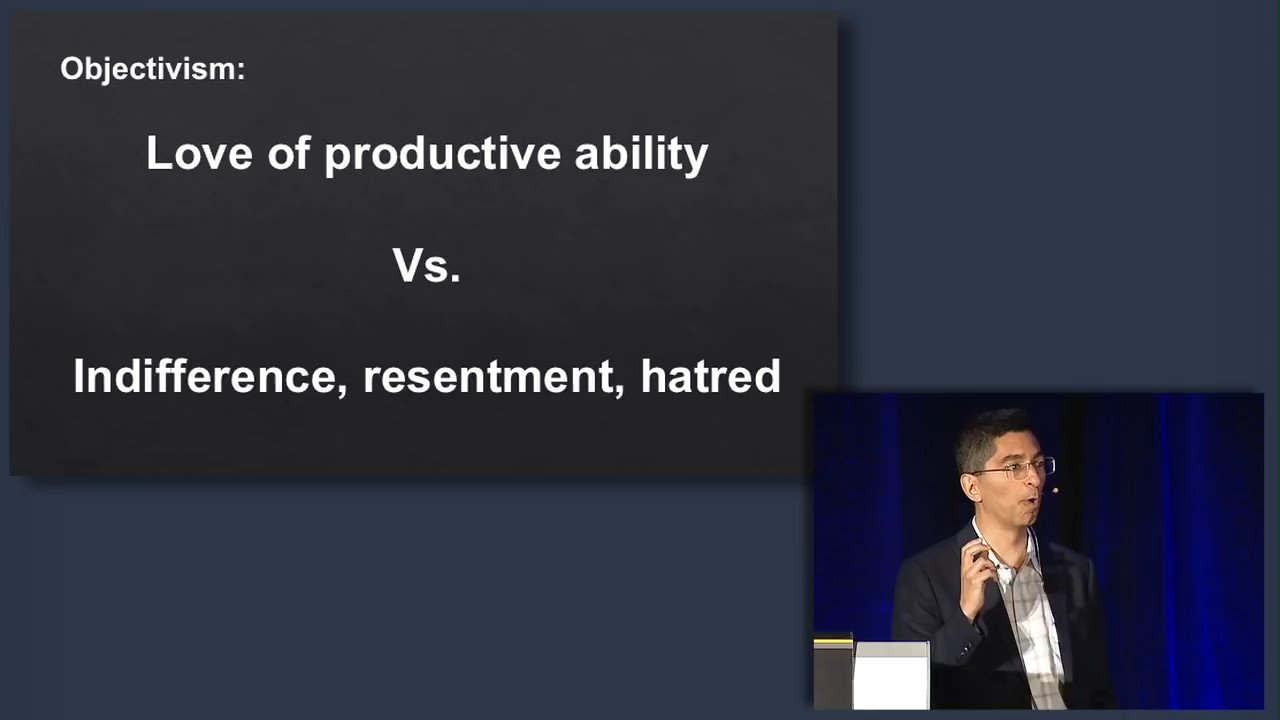 Objectivism:
Love of productive ability
Vs.
Indifference, resentment, hatred